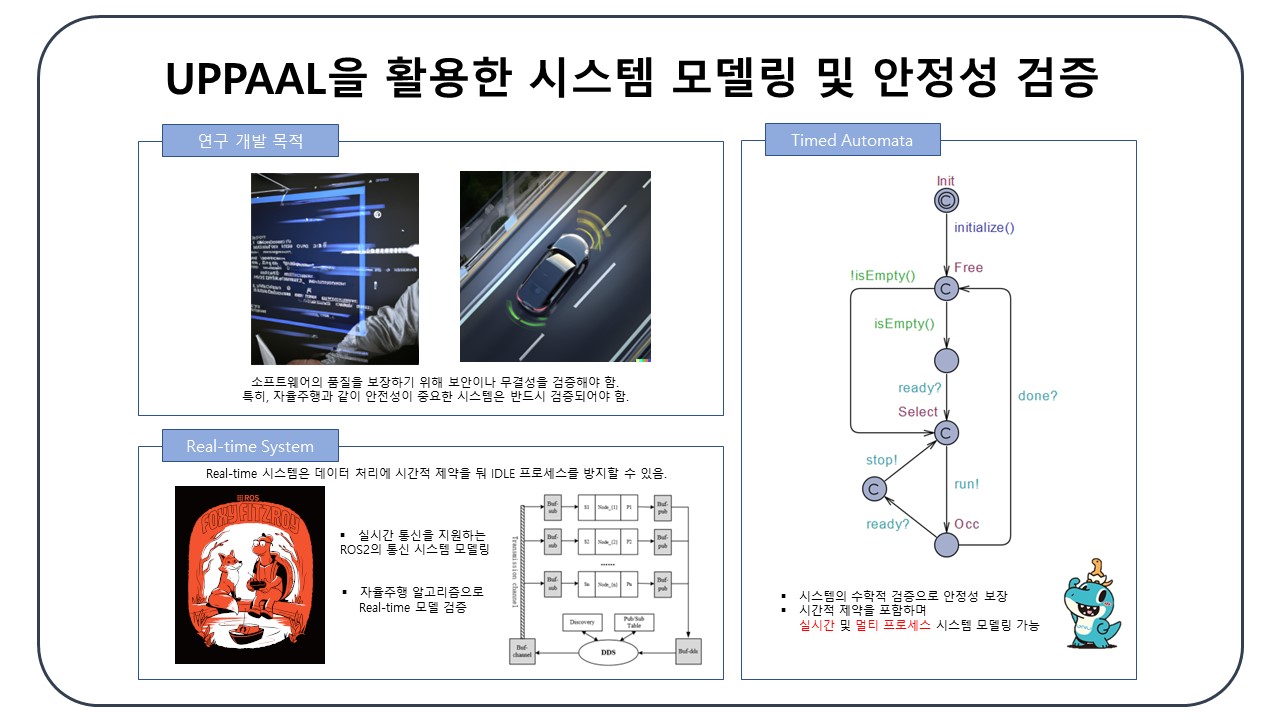 UPPAAL을 활용한 시스템 모델링 및 안정성 검증
연구 개발 목적
소프트웨어의 품질을 보장하기 위해 보안이나 무결성을 검증해야 함.
특히, 자율주행과 같이 안전성이 중요한 시스템은 반드시 검증되어야 함.
Real-time System
Real-time 시스템은 데이터 처리에 시간적 제약을 둬 IDLE 프로세스를 방지할 수 있음.
ROS
FOXY FITZROY
▪ 실시간 통신을 지원하는
ROS2의 통신 시스템 모델링
▪ 자율주행 알고리즘으로
Real-time 모델 검증
Transmission channel
Buf-sub
S1
Node_{1}
P1
Buf-pub
Buf-sub
S2
Node_{2}
P2
Buf-pub
......
Buf-sub
Sn
Node_{n}
Pn
Buf-pub
Discovery
Pub/Sub
Table
Buf-channel
DDS
Buf-dds
Timed Automata
Init
C
initialize()
Free
C
!isEmpty()
isEmpty()
ready?
done?
Select
C
stop!
C
run!
ready?
Occ
▪ 시스템의 수학적 검증으로 안정성 보장
▪ 시간적 제약을 포함하며
실시간 및 멀티 프로세스 시스템 모델링 가능